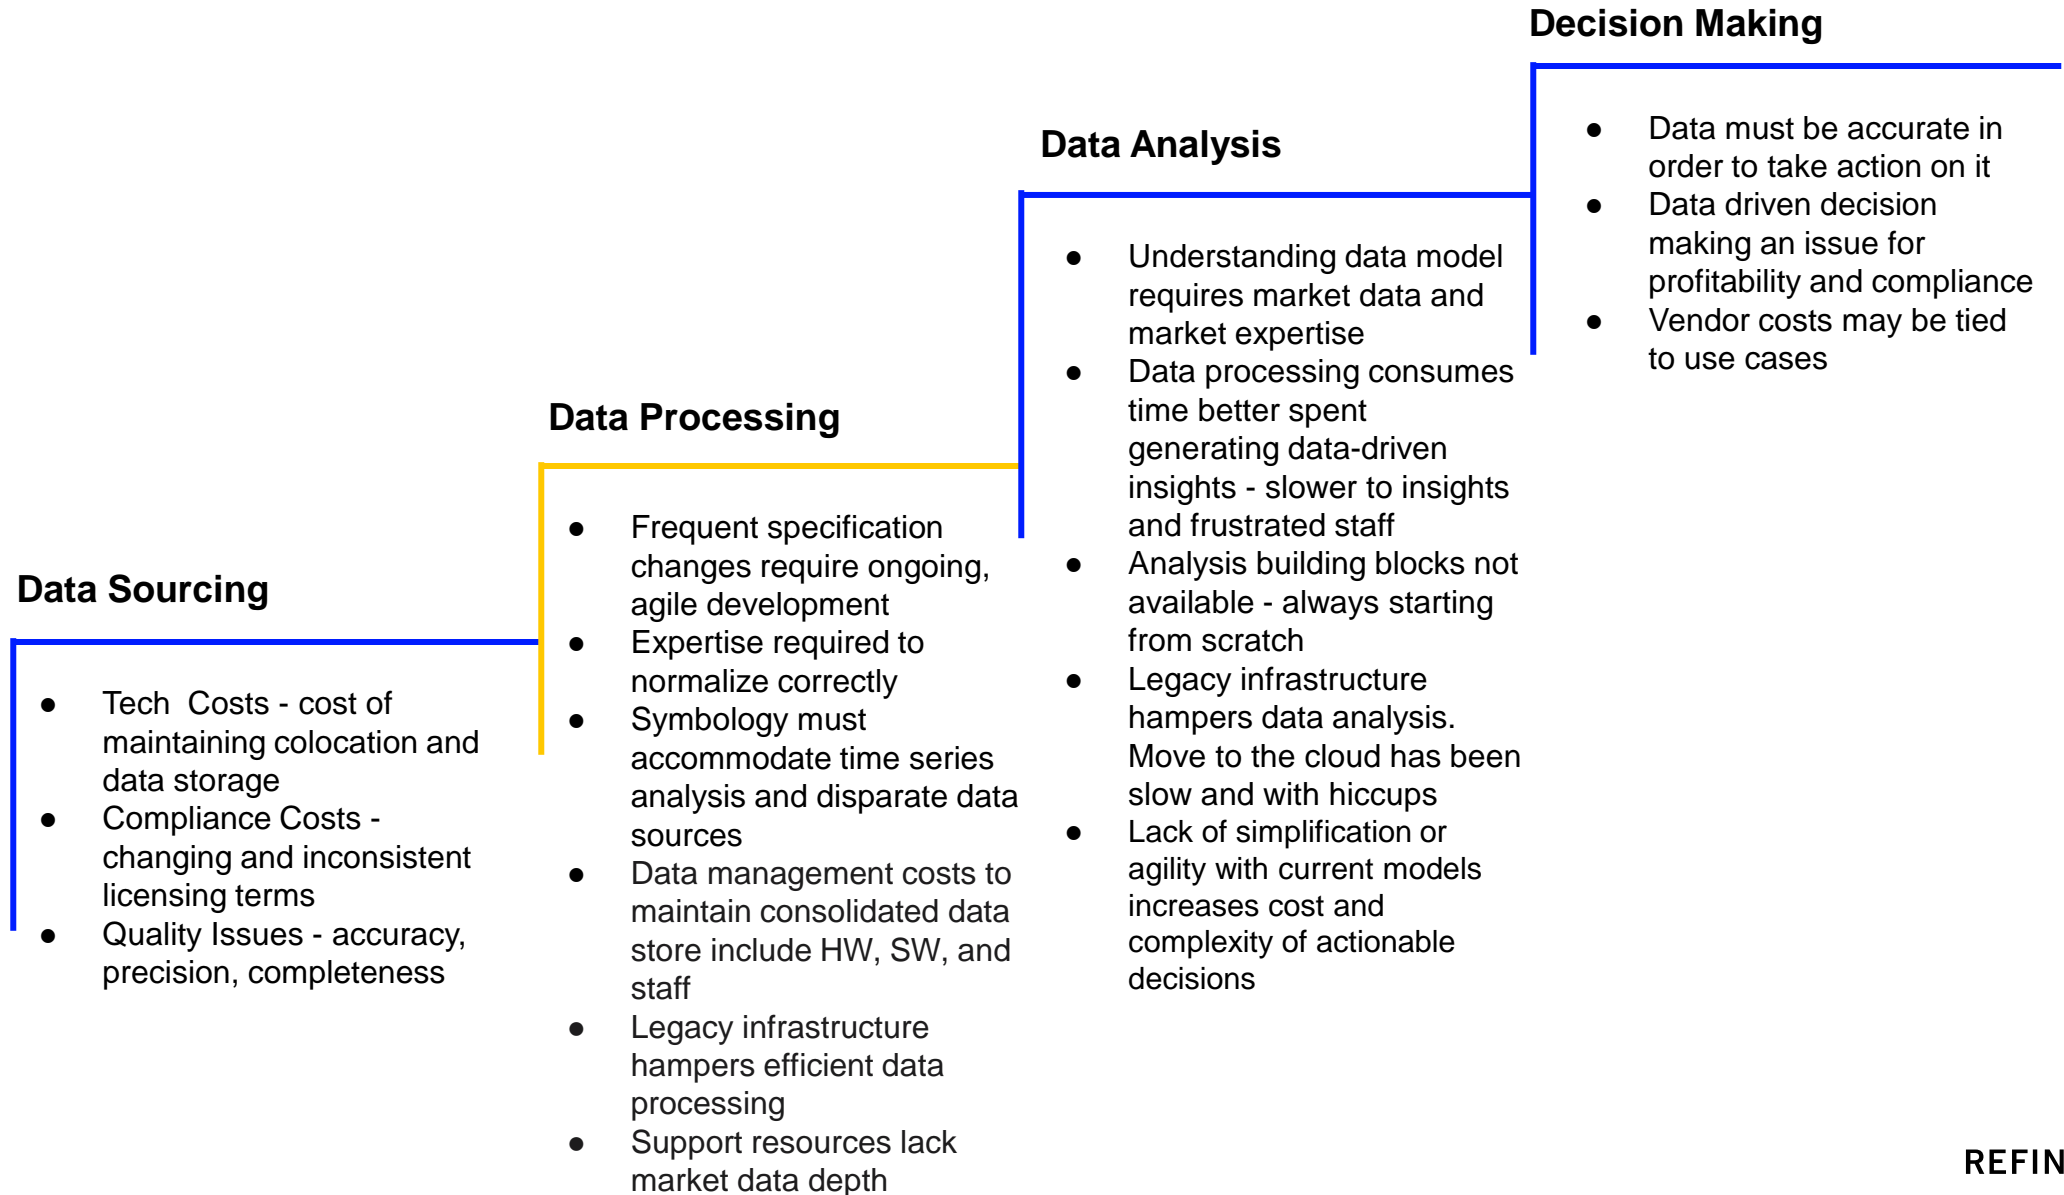 Decision Making
● Data must be accurate in
order to take action on it
● Data driven decision
making an issue for
profitability and compliance
● Vendor costs may be tied
to use cases
Data Analysis
● Understanding data model
requires market data and
market expertise
● Data processing consumes
time better spent
generating data-driven
insights - slower to insights
and frustrated staff
● Analysis building blocks not
available - always starting
from scratch
● Legacy infrastructure
hampers data analysis.
Move to the cloud has been
slow and with hiccups
● Lack of simplification or
agility with current models
increases cost and
complexity of actionable
decisions
Data Processing
● Frequent specification
changes require ongoing,
agile development
● Expertise required to
normalize correctly
● Symbology must
accommodate time series
analysis and disparate data
sources
● Data management costs to
maintain consolidated data
store include HW, SW, and
staff
● Legacy infrastructure
hampers efficient data
processing
● Support resources lack
market data depth
Data Sourcing
● Tech  Costs - cost of
maintaining colocation and
data storage
● Compliance Costs -
changing and inconsistent
licensing terms
● Quality Issues - accuracy,
precision, completeness
REFIN